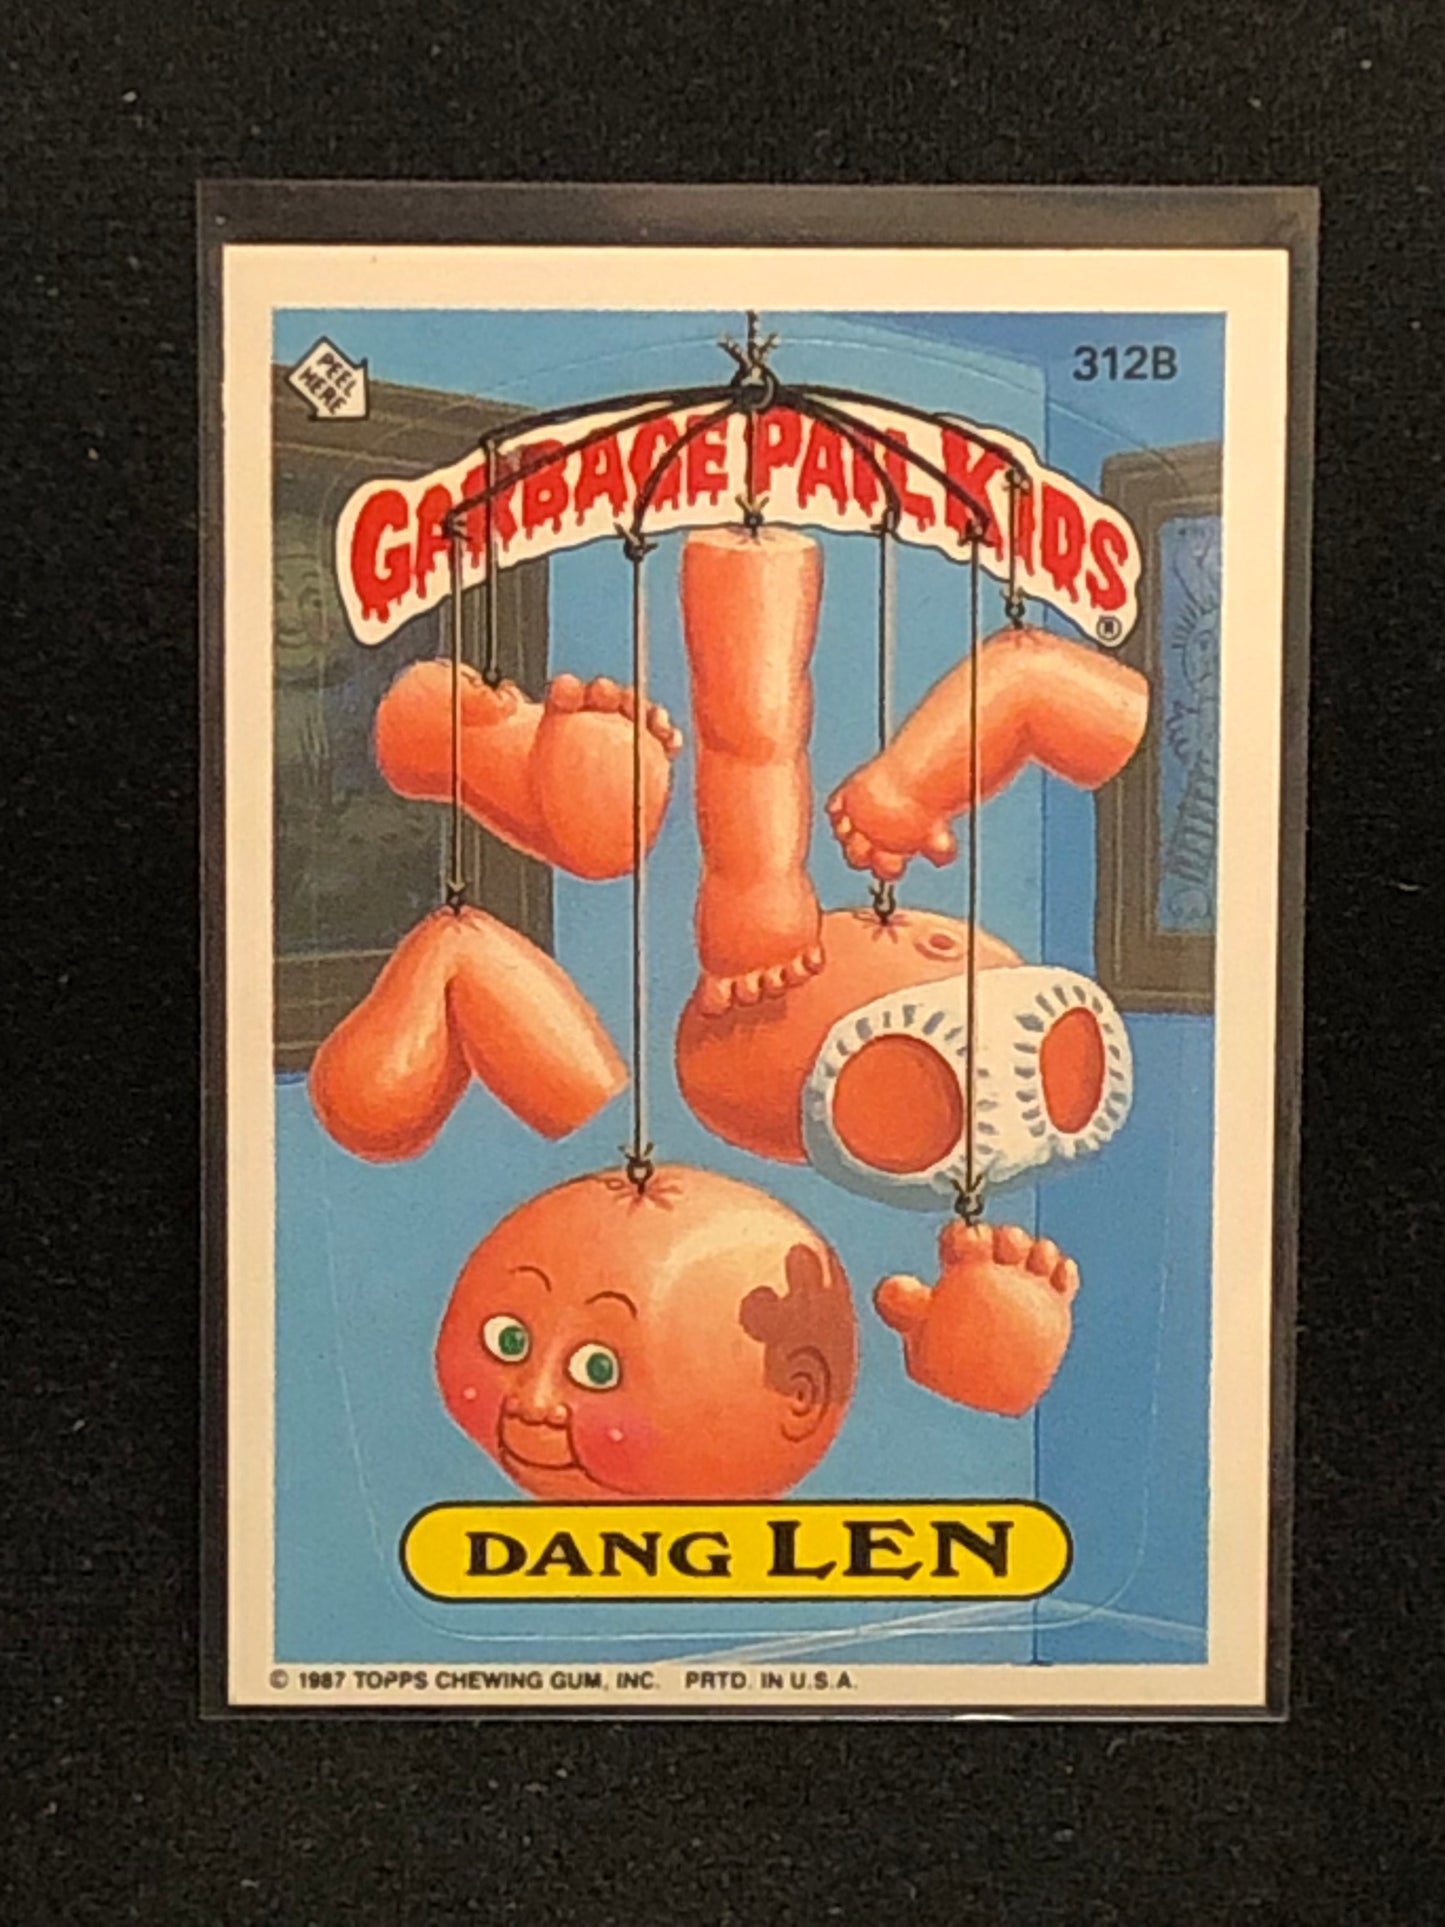 PEEL
HERE
312B
GARBAGE PAIL KIDS
®
DANG LEN
© 1987 TOPPS CHEWING GUM, INC. PRTD. IN U.S.A.